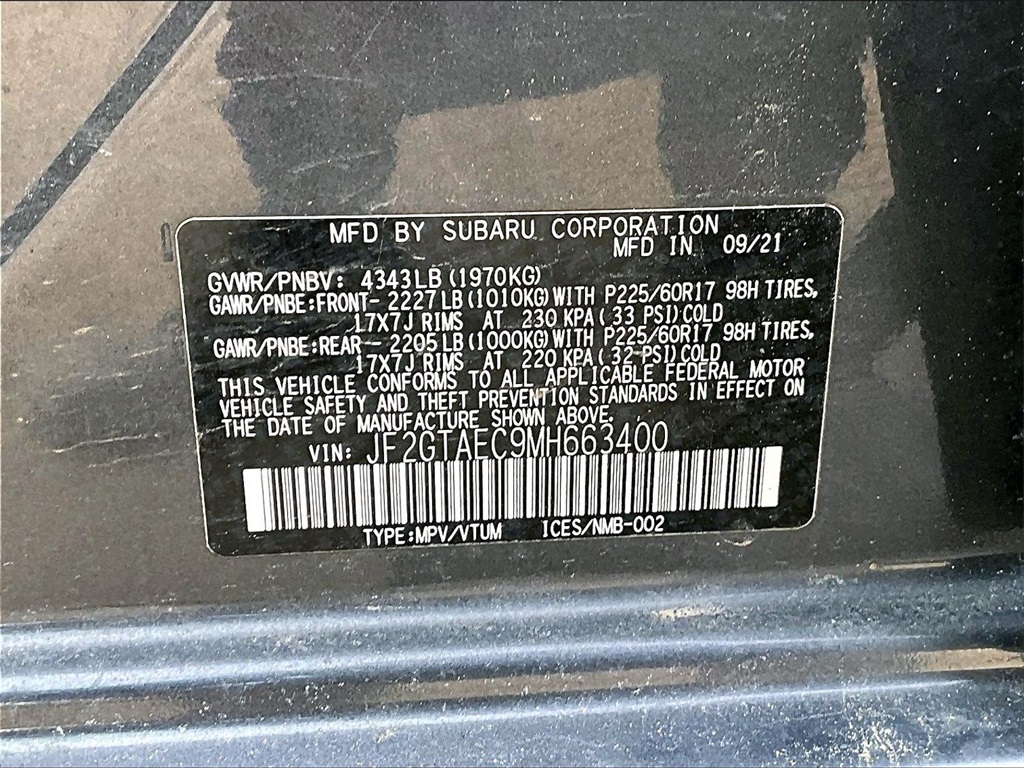 MFD BY SUBARU CORPORATION
MFD IN 09/21
GVWR/PNBV: 4343LB (1970KG)
GAWR/PNBE:FRONT- 2227LB (1010KG) WITH P225/60R17 98H TIRES,
17X7J RIMS AT 230 KPA (33 PSI) COLD
GAWR/PNBE:REAR-- 2205LB (1000KG) WITH P225/60R17 98H TIRES,
17X7J RIMS AT 220 KPA (32 PSI) COLD
THIS VEHICLE CONFORMS TO ALL APPLICABLE FEDERAL MOTOR
VEHICLE SAFETY AND THEFT PREVENTION STANDARDS IN EFFECT ON
THE DATE OF MANUFACTURE SHOWN ABOVE.
VIN: JF2GTAEC9MH663400
TYPE:MPV/VTUM ICES/NMB-002